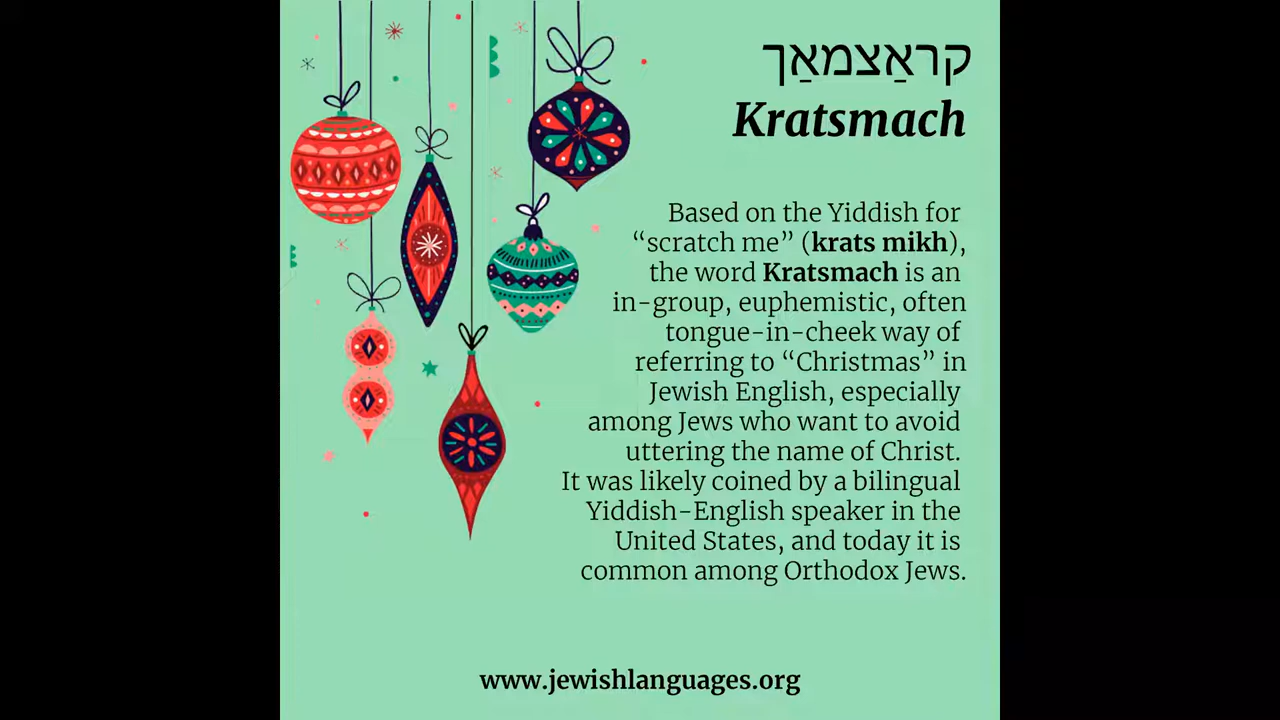 קראַצמאַך
Kratsmach
Based on the Yiddish for
“scratch me” (krats mikh),
the word Kratsmach is an
in-group, euphemistic, often
tongue-in-cheek way of
referring to “Christmas” in
Jewish English, especially
among Jews who want to avoid
uttering the name of Christ.
It was likely coined by a bilingual
Yiddish-English speaker in the
United States, and today it is
common among Orthodox Jews.
www.jewishlanguages.org